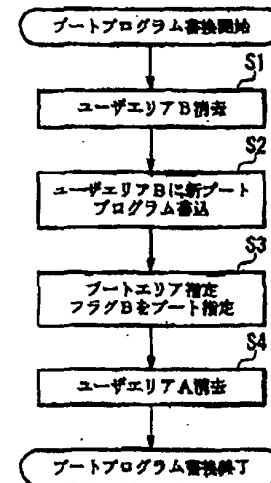 ブートプログラム書換開始
S1
ユーザエリアB消去
S2
ユーザエリアBに新ブート
プログラム書込
S3
ブートエリア指定
フラグBをブート指定
S4
ユーザエリアA消去
ブートプログラム書換終了